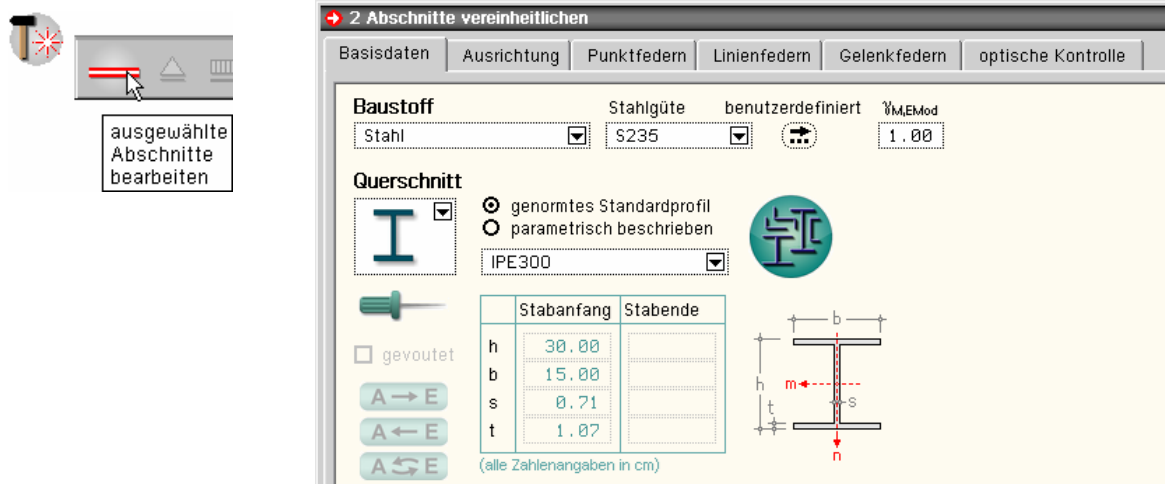 2 Abschnitte vereinheitlichen
Basisdaten Ausrichtung Punktfedern Linienfedern Gelenkfedern optische Kontrolle
ausgewählte
Abschnitte
bearbeiten
Baustoff Stahlgüte benutzerdefiniert γM,EMod
Stahl S235 1.00
Querschnitt
genormtes Standardprofil
parametrisch beschrieben
IPE300
Stabanfang Stabende
gevoutet
h 30.00
b 15.00
s 0.71
t 1.07
A → E
A ← E
A ⇆ E
(alle Zahlenangaben in cm)
b
h m
t s
n